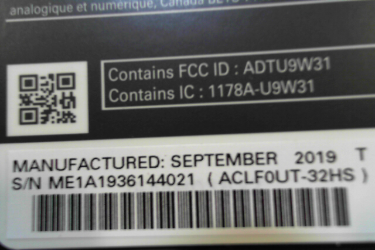 analogique et numérique, Canada
Contains FCC ID : ADTU9W31
Contains IC : 1178A-U9W31
MANUFACTURED: SEPTEMBER 2019 T
S/N ME1A1936144021 ( ACLF0UT-32HS )